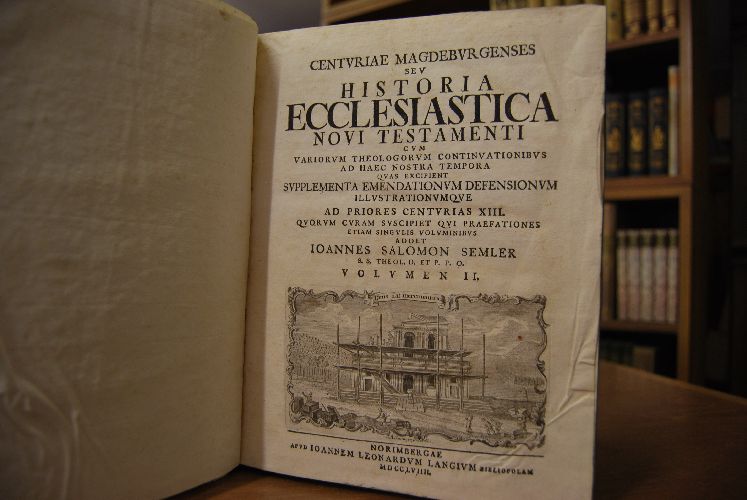 CENTVRIAE MAGDEBVRGENSES
SEV
HISTORIA
ECCLESIASTICA
NOVI TESTAMENTI
CVM
VARIORVM THEOLOGORVM CONTINVATIONIBVS
AD HAEC NOSTRA TEMPORA
QVAS EXCIPIENT
SVPPLEMENTA EMENDATIONVM DEFENSIONVM
ILLVSTRATIONVMQVE
AD PRIORES CENTVRIAS XIII.
QVORVM CVRAM SVSCIPIET QVI PRAEFATIONES
ETIAM SINGVLIS VOLVMINIBVS
ADDET
IOANNES SALOMON SEMLER
S. S. THEOL. D. ET P. P. O.
VOLVMEN II.
NORIMBERGAE
APVD IOANNEM LEONARDVM LANGIVM BIBLIOPOLAM
MDCCLVIIII.